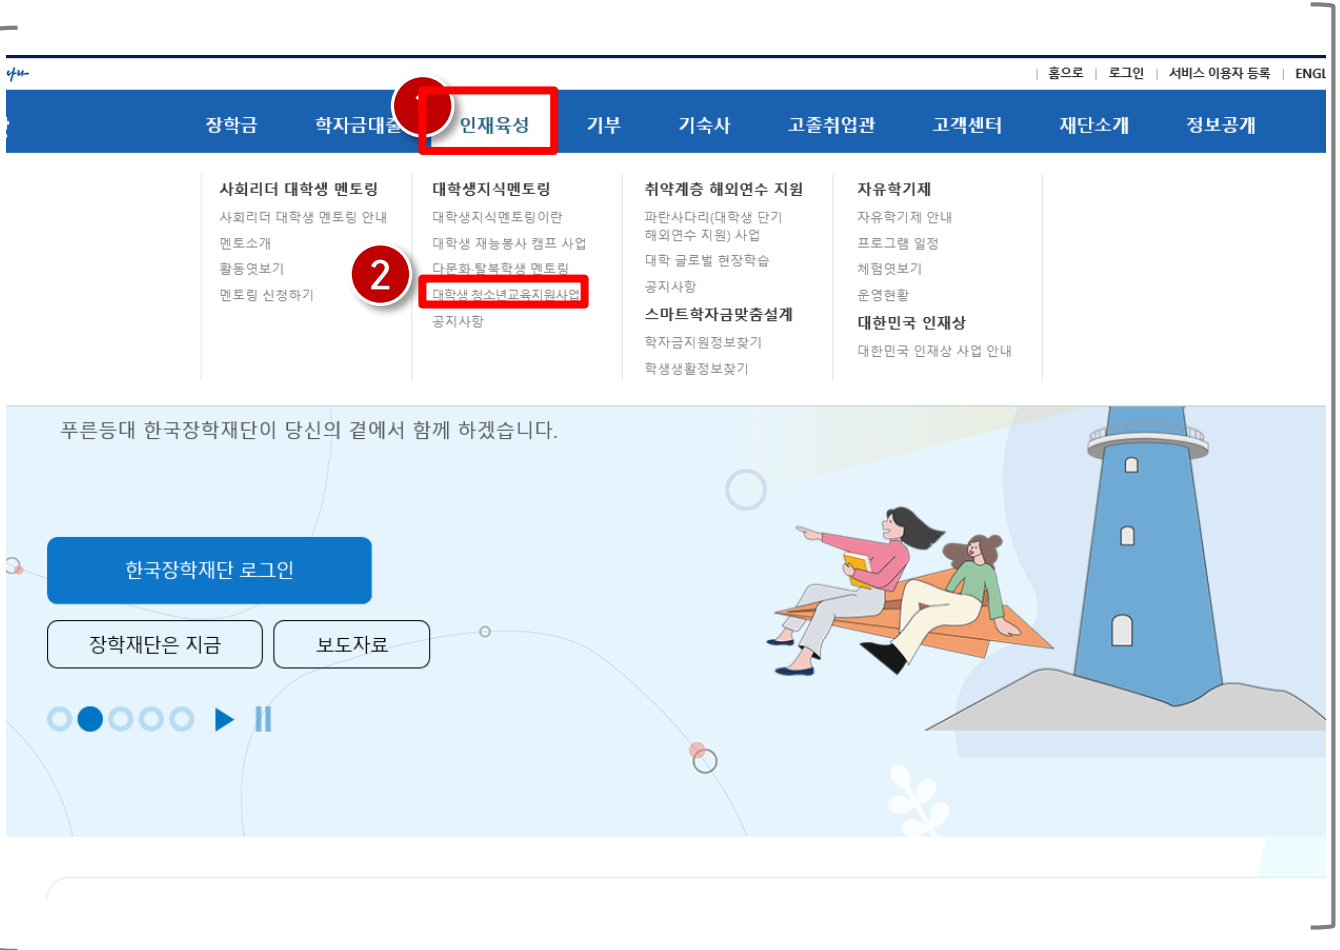 홈으로 로그인 서비스 이용자 등록 ENGL
장학금 학자금대출 인재육성 기부 기숙사 고졸취업관 고객센터 재단소개 정보공개
1
사회리더 대학생 멘토링
사회리더 대학생 멘토링 안내
멘토소개
활동엿보기
멘토링 신청하기
대학생지식멘토링
대학생지식멘토링이란
대학생 재능봉사 캠프 사업
다문화·탈북학생 멘토링
2
대학생 청소년교육지원사업
공지사항
취약계층 해외연수 지원
파란사다리(대학생 단기
해외연수 지원) 사업
대학 글로벌 현장학습
공지사항
스마트학자금맞춤설계
학자금지원정보찾기
학생생활정보찾기
자유학기제
자유학기제 안내
프로그램 일정
체험엿보기
운영현황
대한민국 인재상
대한민국 인재상 사업 안내
푸른등대 한국장학재단이 당신의 곁에서 함께 하겠습니다.
한국장학재단 로그인
장학재단은 지금
보도자료